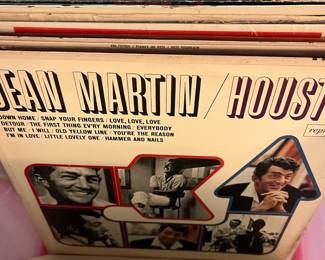 DEAN MARTIN / HOUST
DOWN HOME / SNAP YOUR FINGERS / LOVE, LOVE, LOVE
DETOUR / THE FIRST THING EV'RY MORNING / EVERYBODY
BUT ME / I WILL / OLD YELLOW LINE / YOU'RE THE REASON
I'M IN LOVE / LITTLE LOVELY ONE / HAMMER AND NAILS
repr